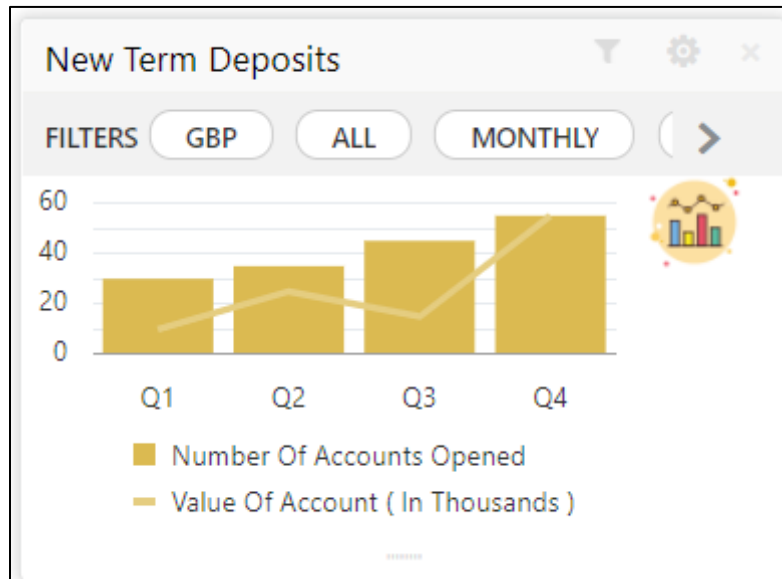 New Term Deposits
FILTERS GBP ALL MONTHLY
60
40
20
0
Q1 Q2 Q3 Q4
Number Of Accounts Opened
Value Of Account ( In Thousands )